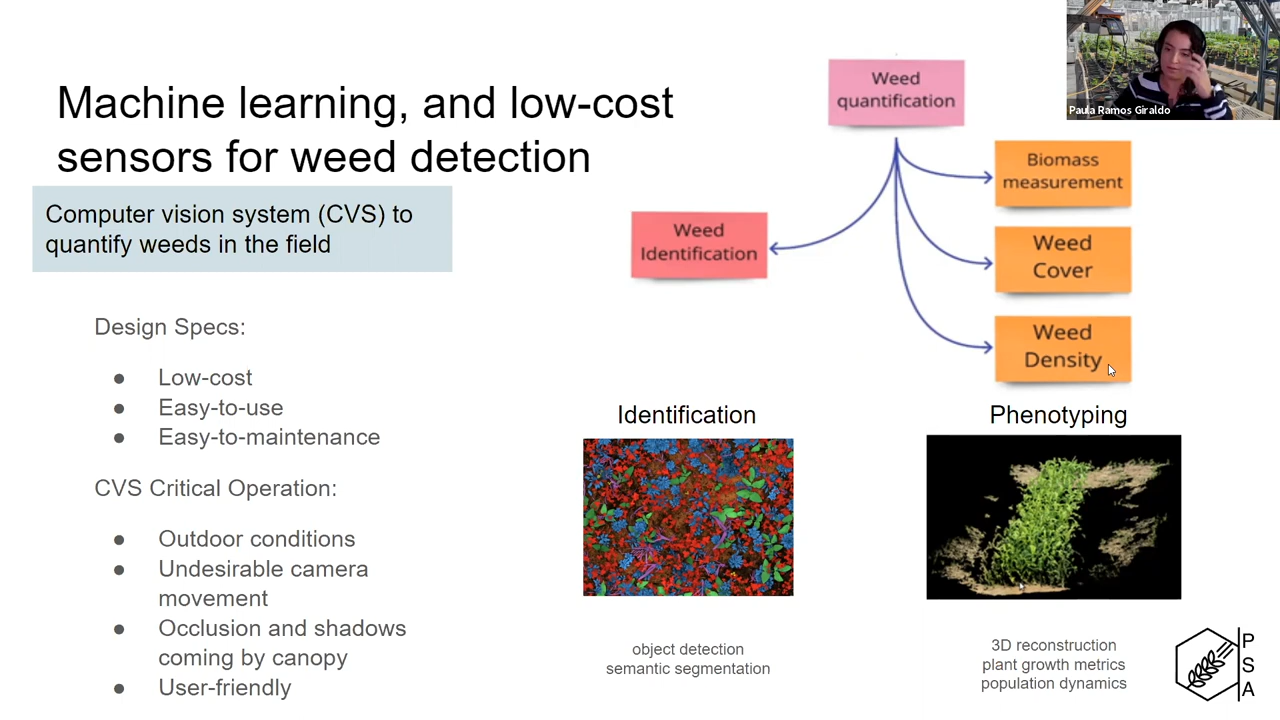 Machine learning, and low-cost
sensors for weed detection
Computer vision system (CVS) to
quantify weeds in the field
Design Specs:
● Low-cost
● Easy-to-use
● Easy-to-maintenance
CVS Critical Operation:
● Outdoor conditions
● Undesirable camera
movement
● Occlusion and shadows
coming by canopy
● User-friendly
Weed
quantification
Weed
Identification
Biomass
measurement
Weed
Cover
Weed
Density
Identification
object detection
semantic segmentation
Phenotyping
3D reconstruction
plant growth metrics
population dynamics
Paula Ramos Giraldo
P
S
A